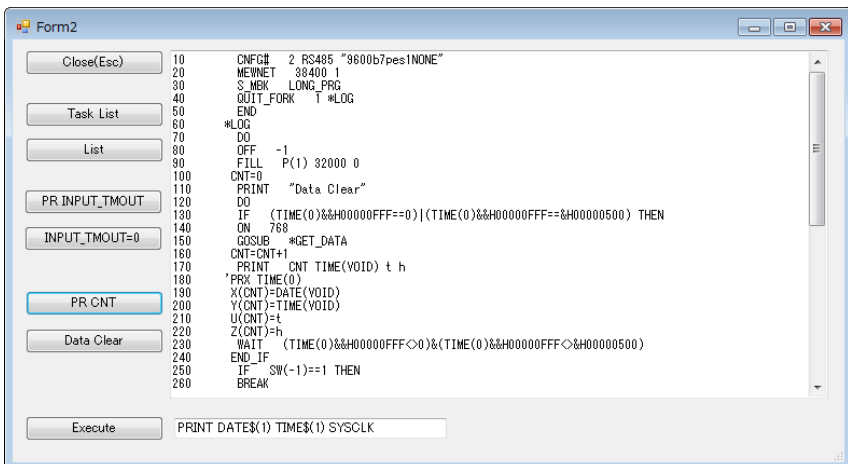 Form2
Close(Esc)
Task List
List
PR INPUT_TMOUT
INPUT_TMOUT=0
PR CNT
Data Clear
10 CNFG# 2 RS485 "9600b7pes1NONE"
20 MEWNET 38400 1
30 S_MBK LONG_PRG
40 QUIT_FORK 1 *LOG
50 END
60 *LOG
70 DO
80 OFF -1
90 FILL P(1) 32000 0
100 CNT=0
110 PRINT "Data Clear"
120 DO
130 IF (TIME(0)&&H00000FFF==0)|(TIME(0)&&H00000FFF==&H00000500) THEN
140 ON 768
150 GOSUB *GET_DATA
160 CNT=CNT+1
170 PRINT CNT TIME(VOID) t h
180 'PRX TIME(0)
190 X(CNT)=DATE(VOID)
200 Y(CNT)=TIME(VOID)
210 U(CNT)=t
220 Z(CNT)=h
230 WAIT (TIME(0)&&H00000FFF<>0)&(TIME(0)&&H00000FFF<>&H00000500)
240 END_IF
250 IF SW(-1)==1 THEN
260 BREAK
Execute
PRINT DATE$(1) TIME$(1) SYSCLK